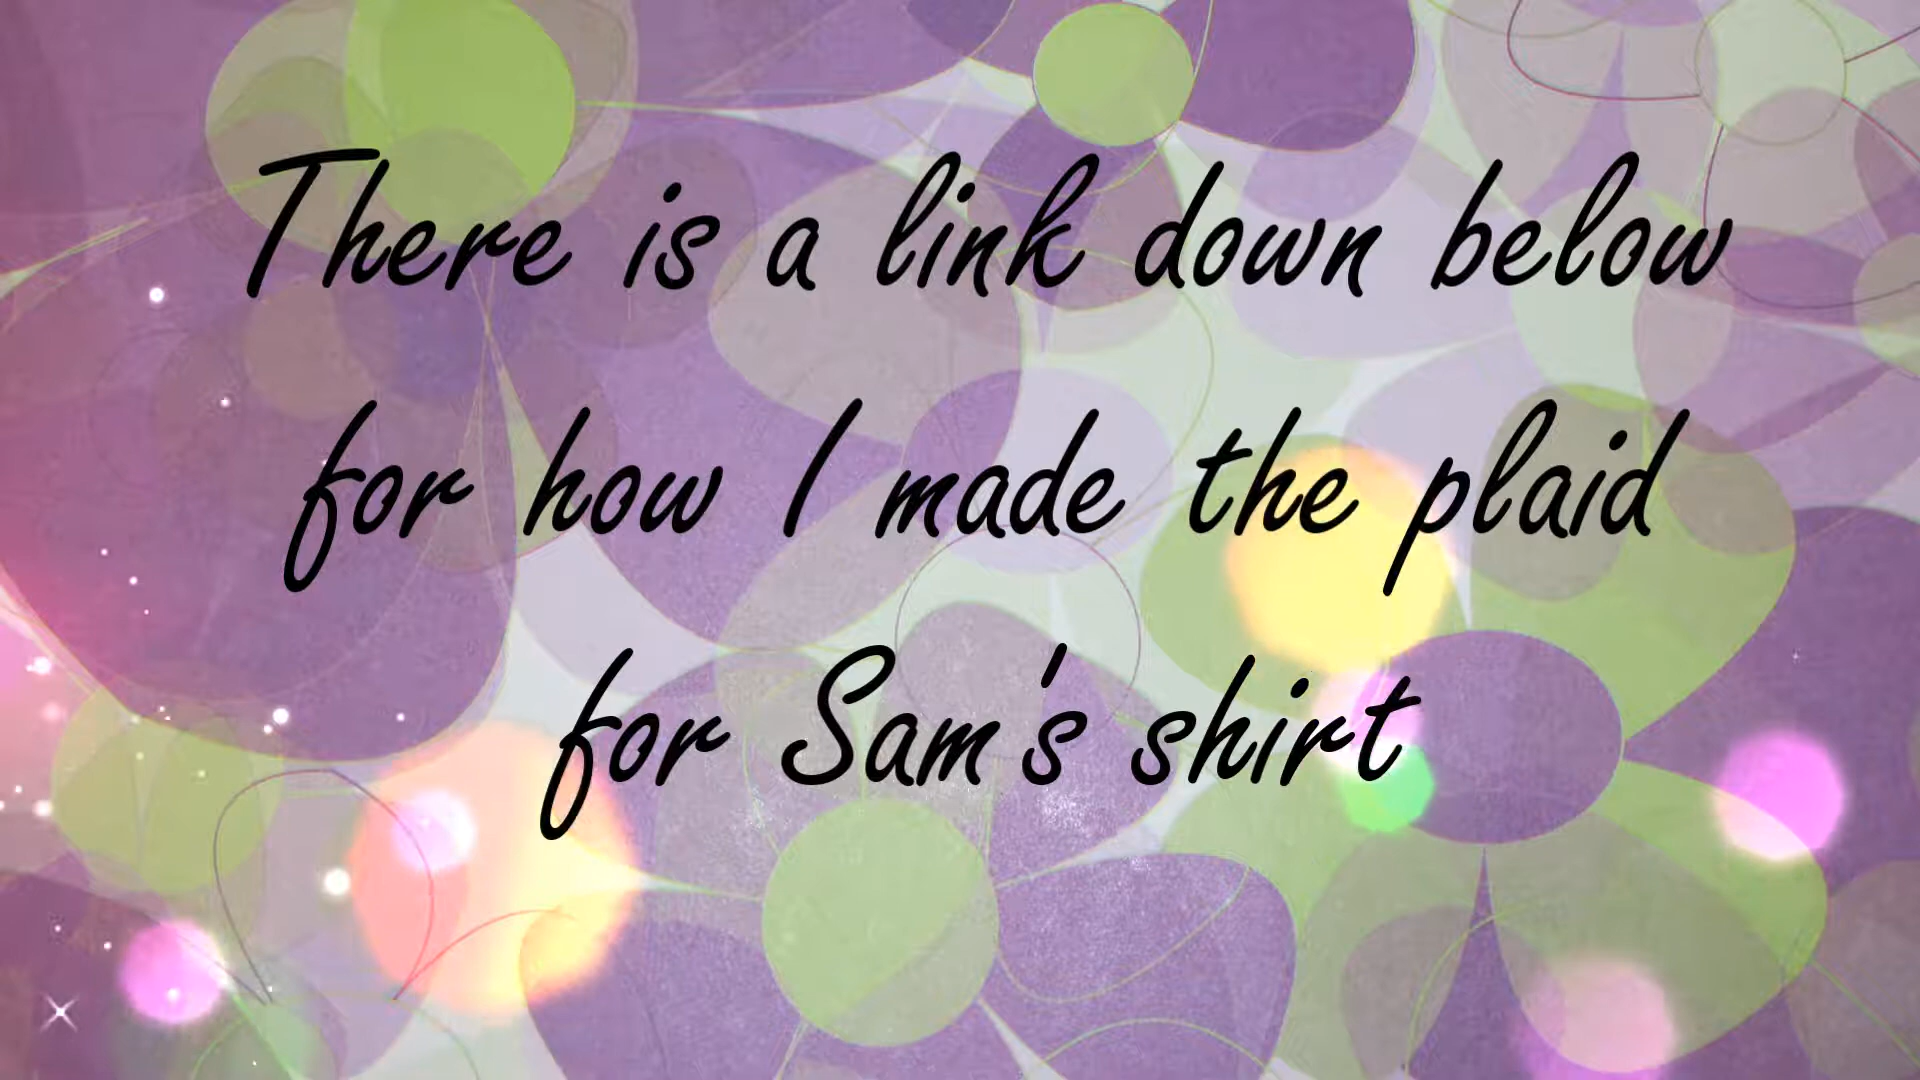 There is a link down below
for how I made the plaid
for Sam's shirt